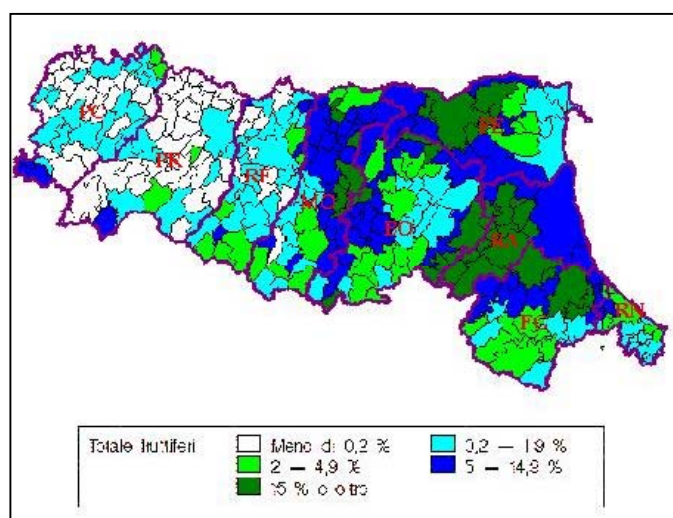 PC
PR
RE
MO
BO
FE
RA
FC
RN
Totale fruttiferi
Meno di 0,2 %
0,2 – 1,9 %
2 – 4,9 %
5 – 14,9 %
15 % o oltre